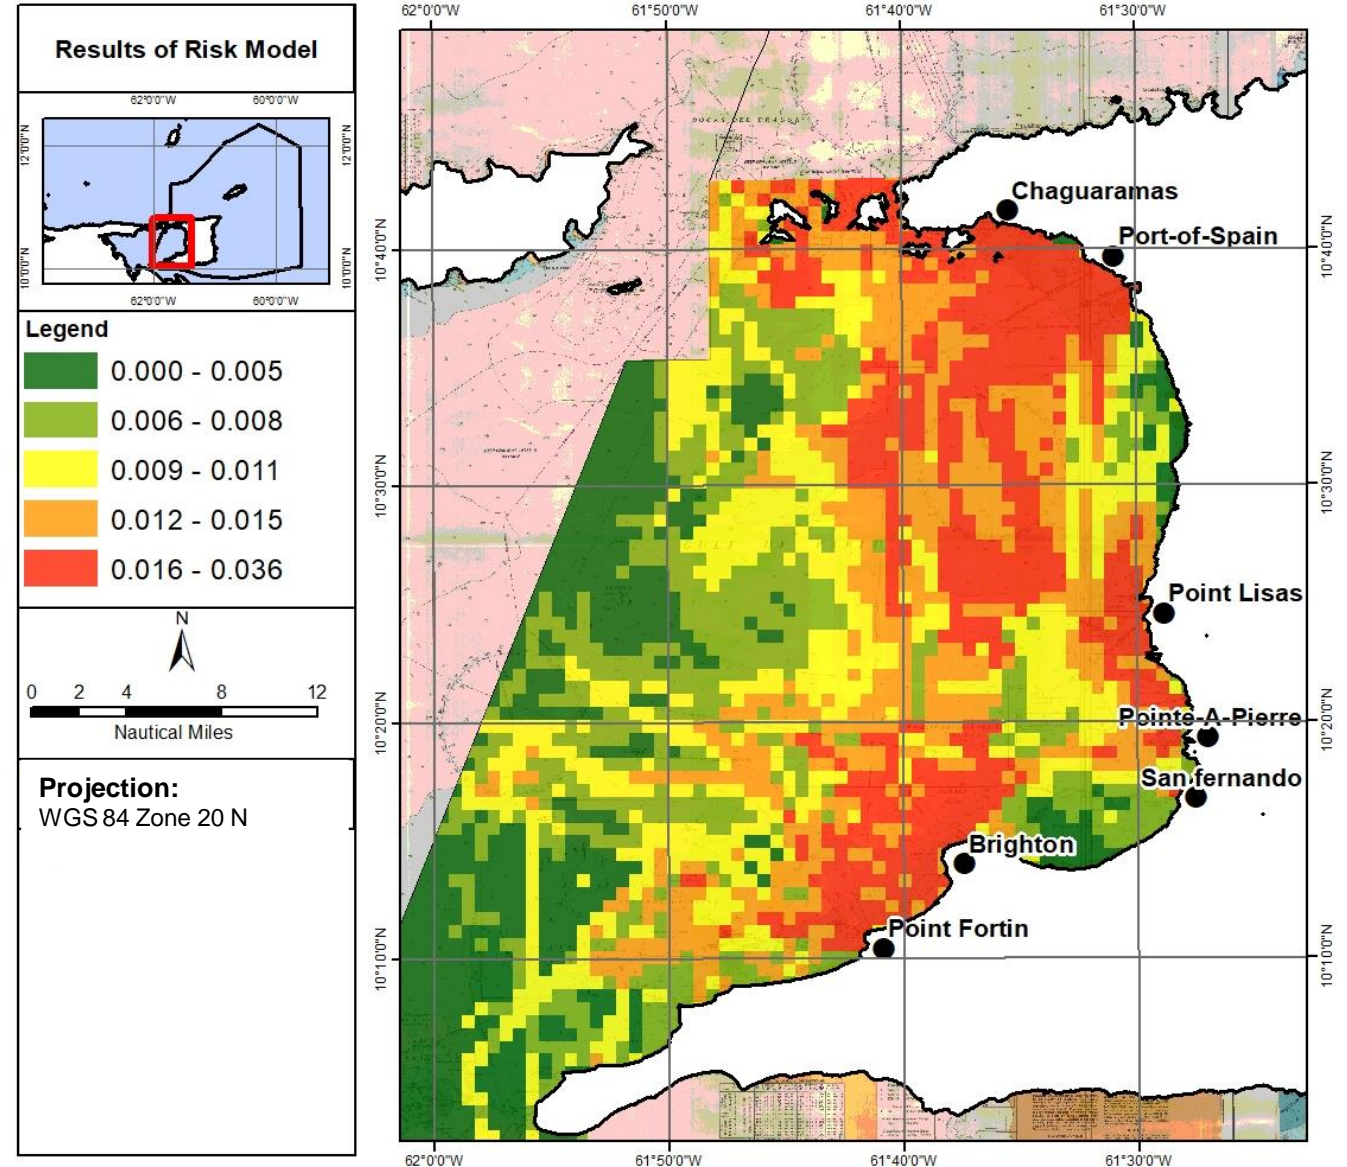 Results of Risk Model
62°0'0"W 60°0'0"W
12°0'0"N 12°0'0"N
10°0'0"N 10°0'0"N
62°0'0"W 60°0'0"W
Legend
0.000 - 0.005
0.006 - 0.008
0.009 - 0.011
0.012 - 0.015
0.016 - 0.036
N
0 2 4 8 12
Nautical Miles
Projection:
WGS 84 Zone 20 N
62°0'0"W 61°50'0"W 61°40'0"W 61°30'0"W
Chaguaramas
Port-of-Spain
10°40'0"N 10°40'0"N
10°30'0"N 10°30'0"N
Point Lisas
Pointe-A-Pierre
10°20'0"N 10°20'0"N
San fernando
Brighton
Point Fortin
10°10'0"N 10°10'0"N
62°0'0"W 61°50'0"W 61°40'0"W 61°30'0"W